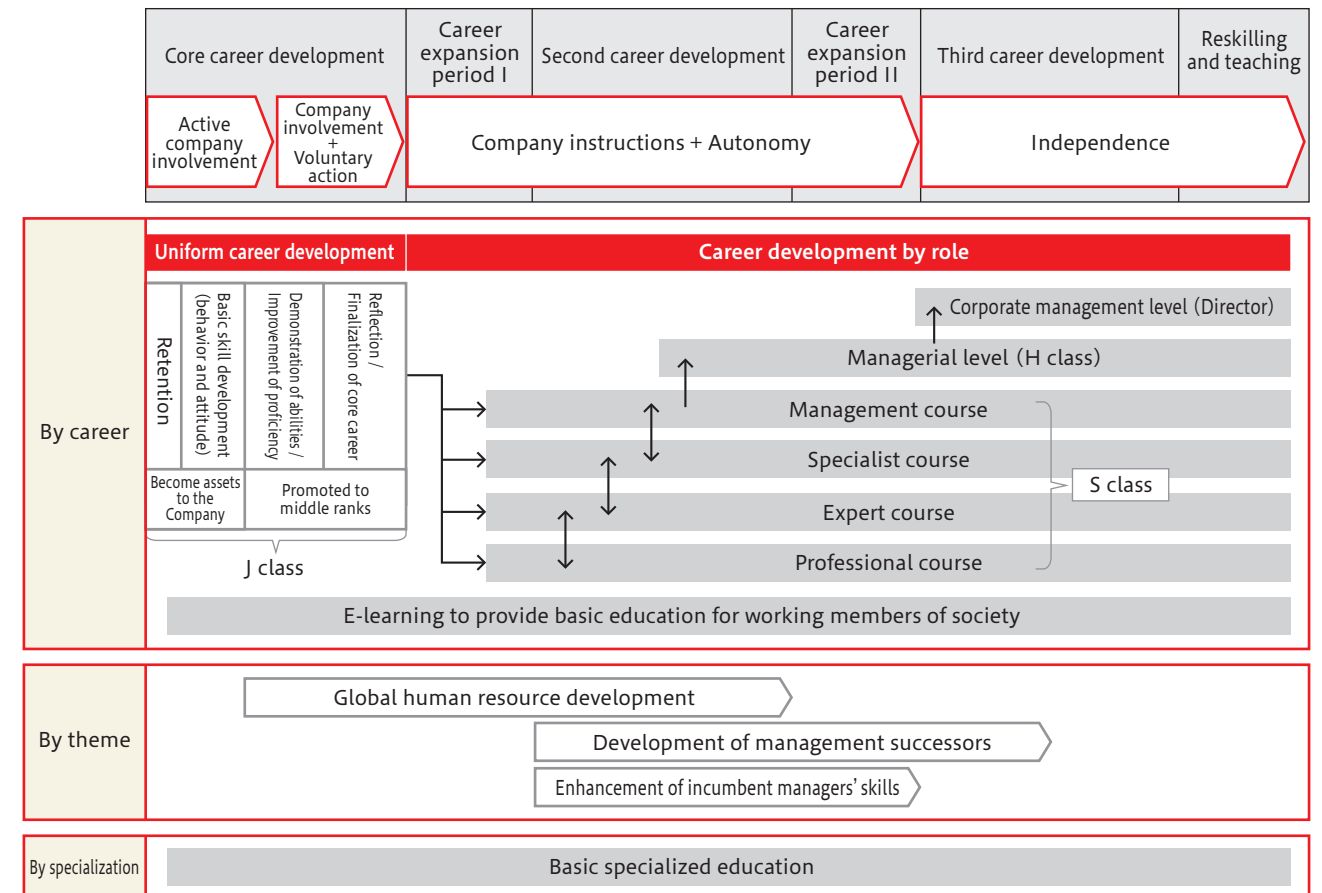 Core career development
Career
expansion
period I
Second career development
Career
expansion
period II
Third career development
Reskilling
and teaching
Active
company
involvement
Company
involvement
+
Voluntary
action
Company instructions + Autonomy
Independence
By career
Uniform career development
Career development by role
Retention
Basic skill development
(behavior and attitude)
Demonstration of abilities /
Improvement of proficiency
Reflection /
Finalization of core career
Become assets
to the
Company
Promoted to
middle ranks
J class
Corporate management level (Director)
Managerial level (H class)
Management course
Specialist course
Expert course
Professional course
S class
E-learning to provide basic education for working members of society
By theme
Global human resource development
Development of management successors
Enhancement of incumbent managers’ skills
By specialization
Basic specialized education